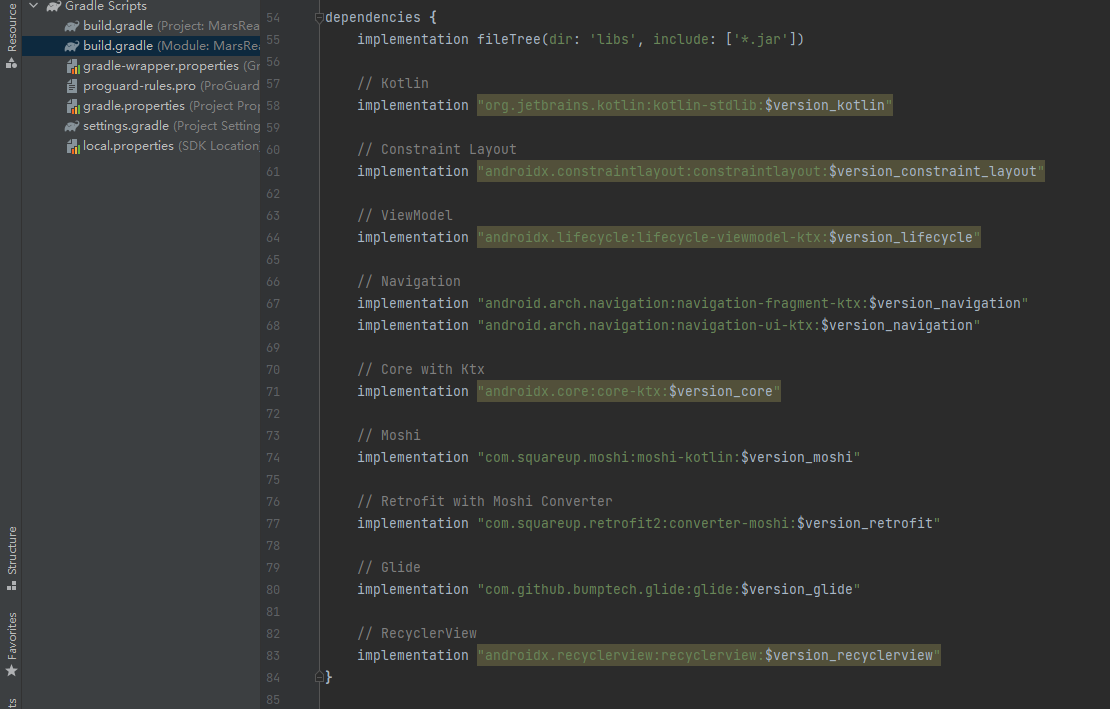 Gradle Scripts
build.gradle (Project: MarsRea
build.gradle (Module: MarsRea
gradle-wrapper.properties (Gr
proguard-rules.pro (ProGuard
gradle.properties (Project Prop
settings.gradle (Project Setting
local.properties (SDK Location
Resource
Structure
Favorites
ts
54 dependencies {
55 implementation fileTree(dir: 'libs', include: ['*.jar'])
56
57 // Kotlin
58 implementation "org.jetbrains.kotlin:kotlin-stdlib:$version_kotlin"
59
60 // Constraint Layout
61 implementation "androidx.constraintlayout:constraintlayout:$version_constraint_layout"
62
63 // ViewModel
64 implementation "androidx.lifecycle:lifecycle-viewmodel-ktx:$version_lifecycle"
65
66 // Navigation
67 implementation "android.arch.navigation:navigation-fragment-ktx:$version_navigation"
68 implementation "android.arch.navigation:navigation-ui-ktx:$version_navigation"
69
70 // Core with Ktx
71 implementation "androidx.core:core-ktx:$version_core"
72
73 // Moshi
74 implementation "com.squareup.moshi:moshi-kotlin:$version_moshi"
75
76 // Retrofit with Moshi Converter
77 implementation "com.squareup.retrofit2:converter-moshi:$version_retrofit"
78
79 // Glide
80 implementation "com.github.bumptech.glide:glide:$version_glide"
81
82 // RecyclerView
83 implementation "androidx.recyclerview:recyclerview:$version_recyclerview"
84 }
85